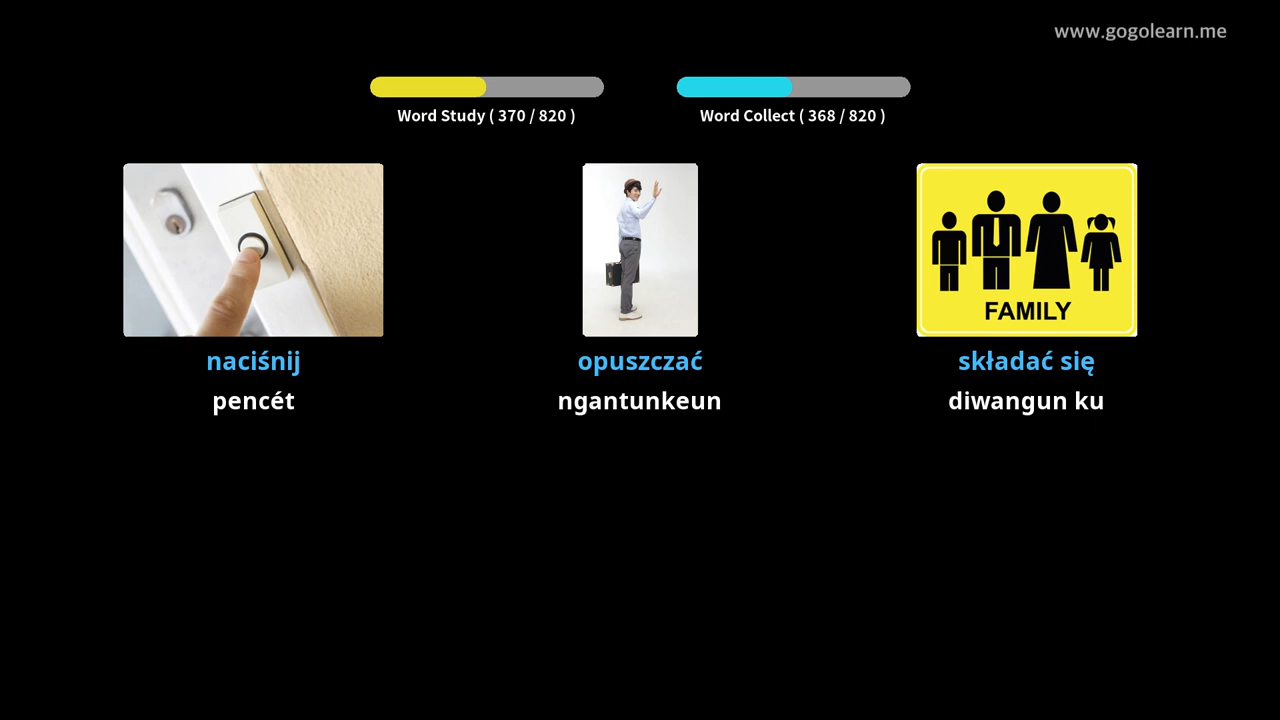 www.gogolearn.me
Word Study ( 370 / 820 )
Word Collect ( 368 / 820 )
FAMILY
naciśnij
opuszczać
składać się
pencét
ngantunkeun
diwangun ku